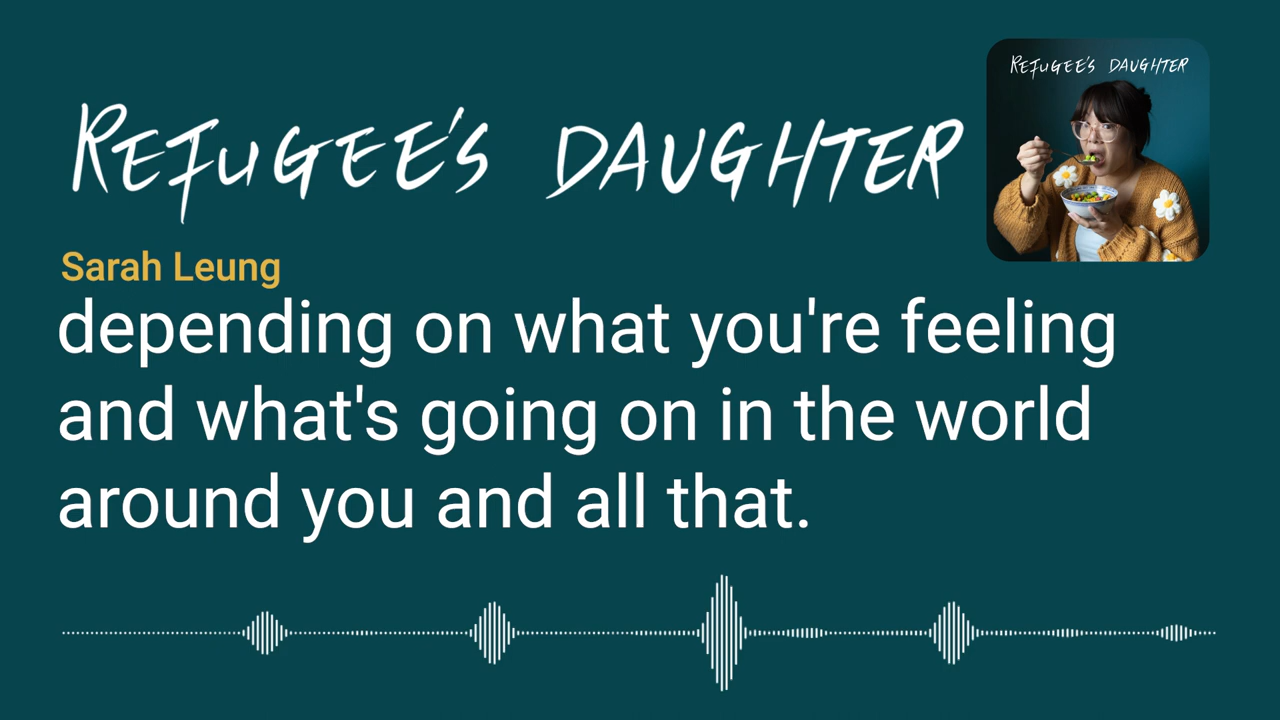 REFUGEE'S DAUGHTER
REFUGEE'S DAUGHTER
Sarah Leung
depending on what you're feeling
and what's going on in the world
around you and all that.